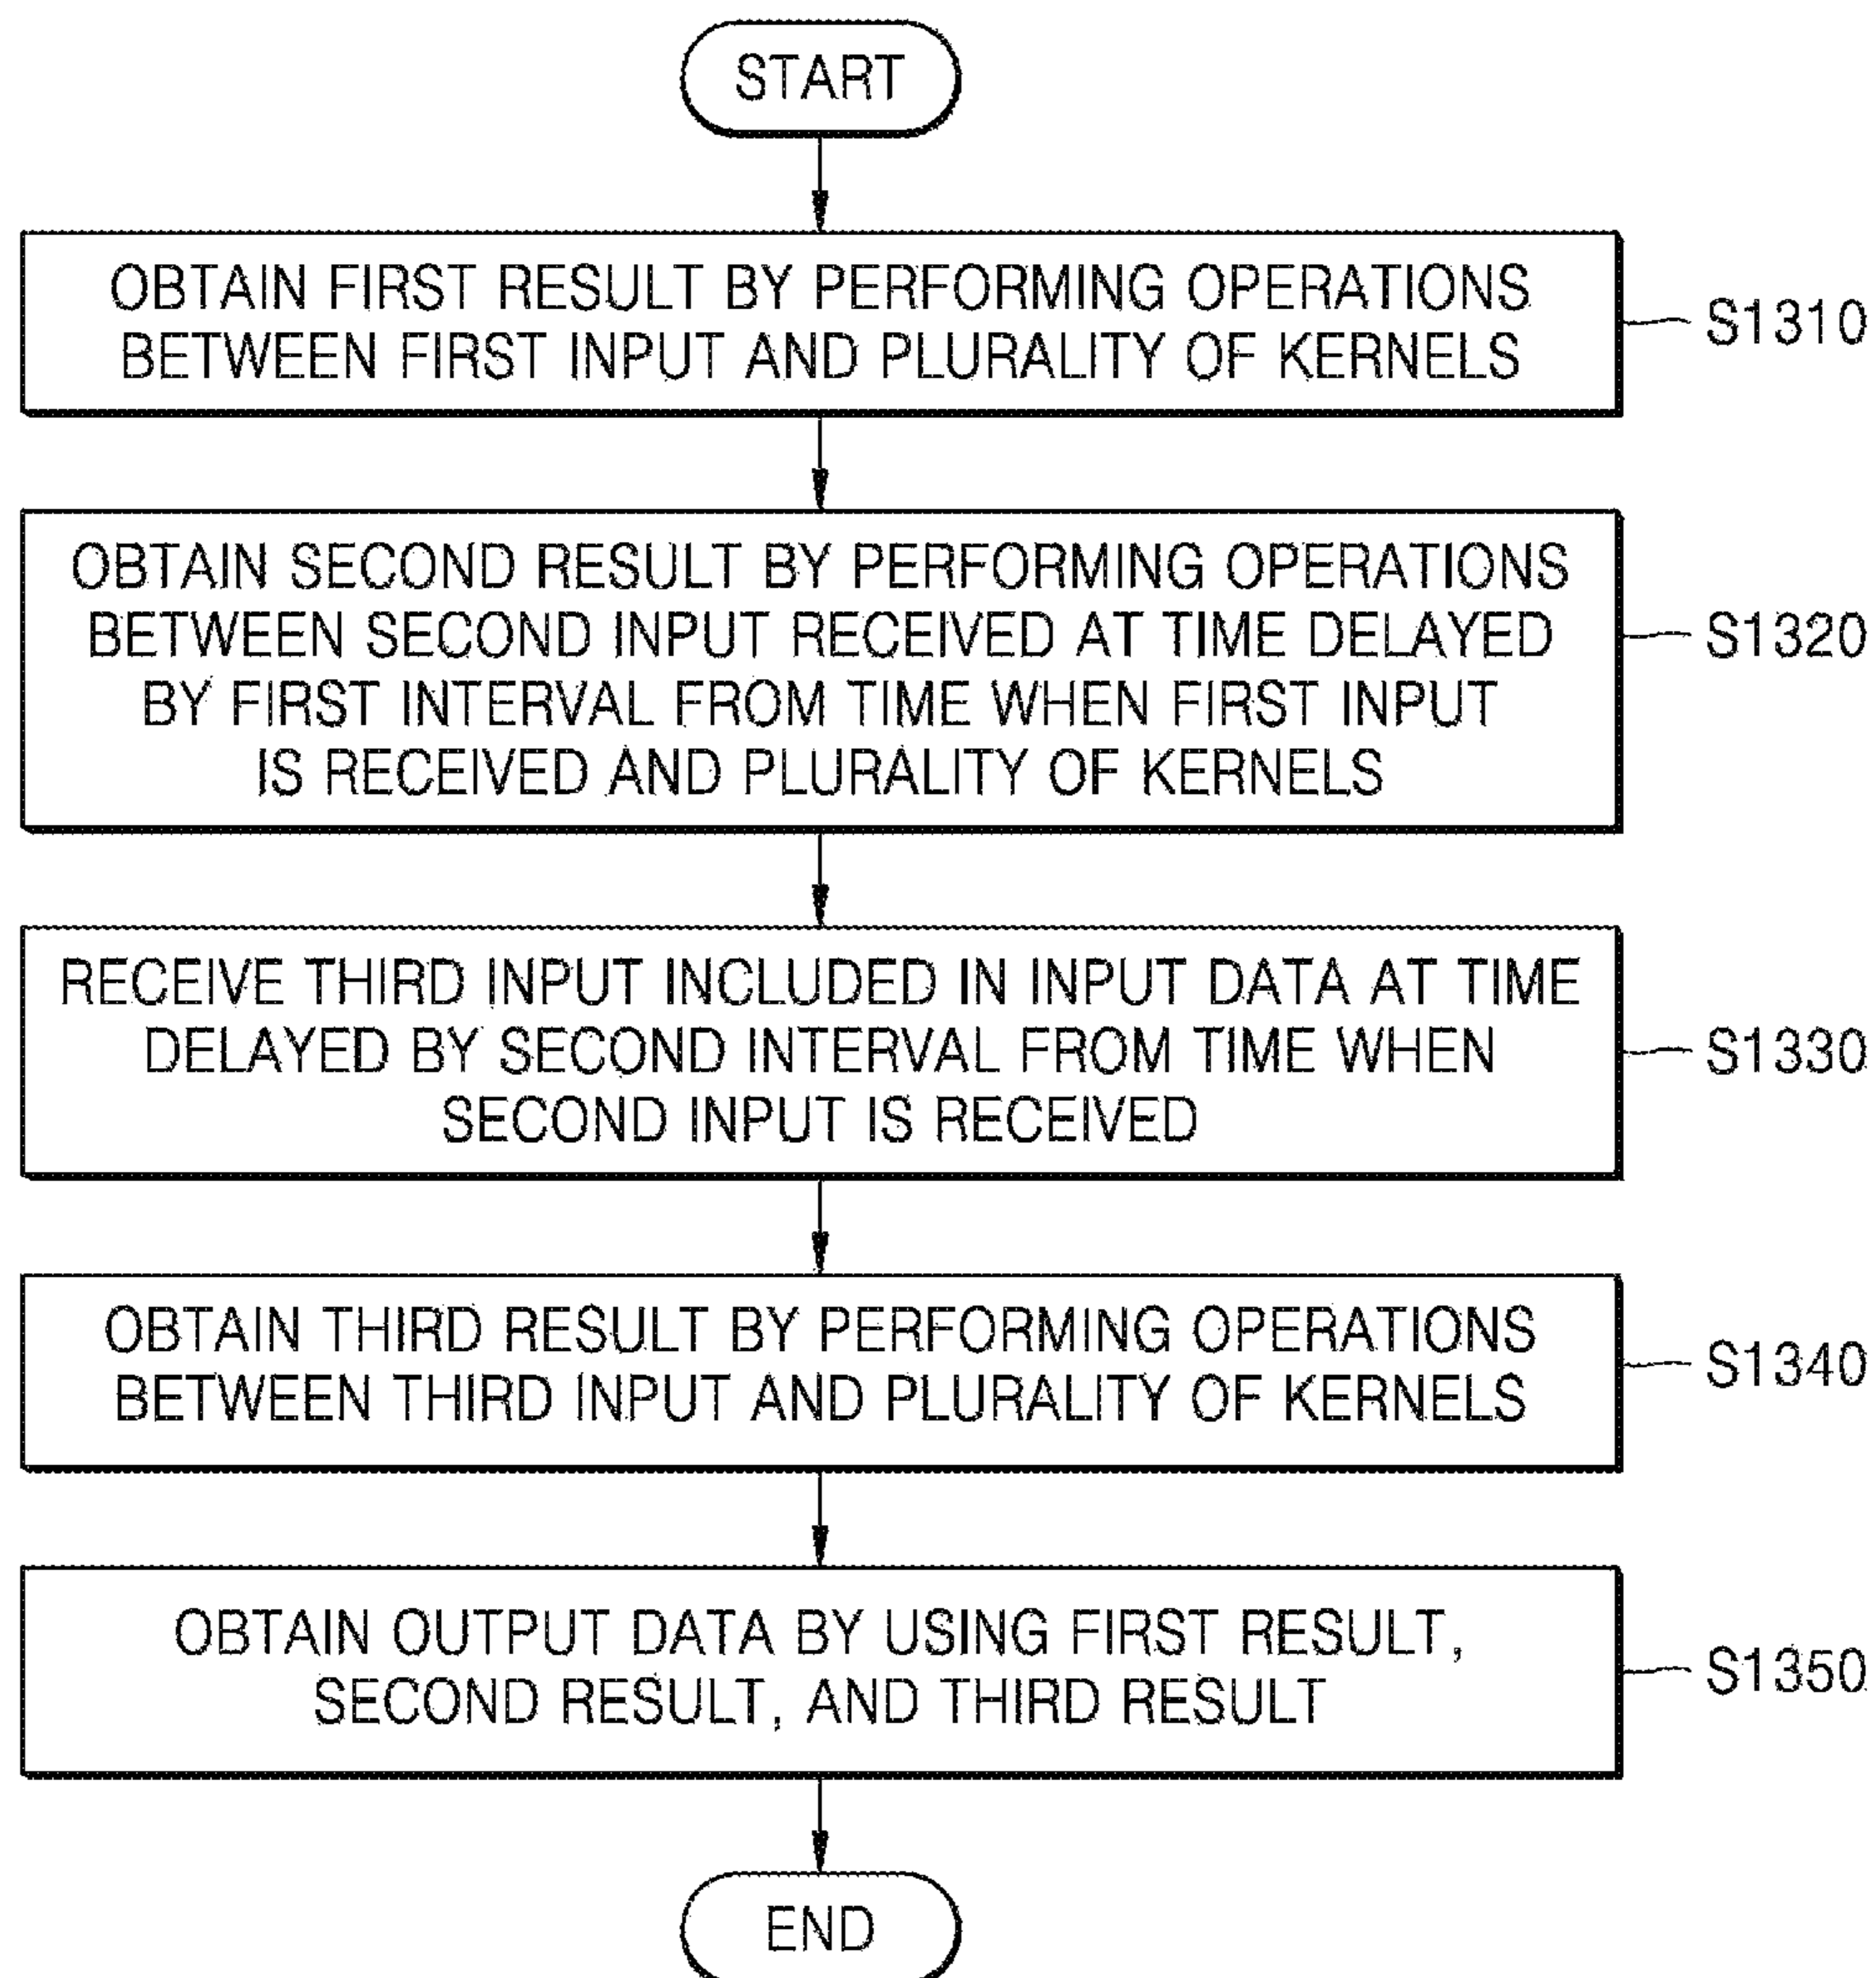 START
OBTAIN FIRST RESULT BY PERFORMING OPERATIONS
BETWEEN FIRST INPUT AND PLURALITY OF KERNELS
S1310
OBTAIN SECOND RESULT BY PERFORMING OPERATIONS
BETWEEN SECOND INPUT RECEIVED AT TIME DELAYED
BY FIRST INTERVAL FROM TIME WHEN FIRST INPUT
IS RECEIVED AND PLURALITY OF KERNELS
S1320
RECEIVE THIRD INPUT INCLUDED IN INPUT DATA AT TIME
DELAYED BY SECOND INTERVAL FROM TIME WHEN
SECOND INPUT IS RECEIVED
S1330
OBTAIN THIRD RESULT BY PERFORMING OPERATIONS
BETWEEN THIRD INPUT AND PLURALITY OF KERNELS
S1340
OBTAIN OUTPUT DATA BY USING FIRST RESULT,
SECOND RESULT, AND THIRD RESULT
S1350
END